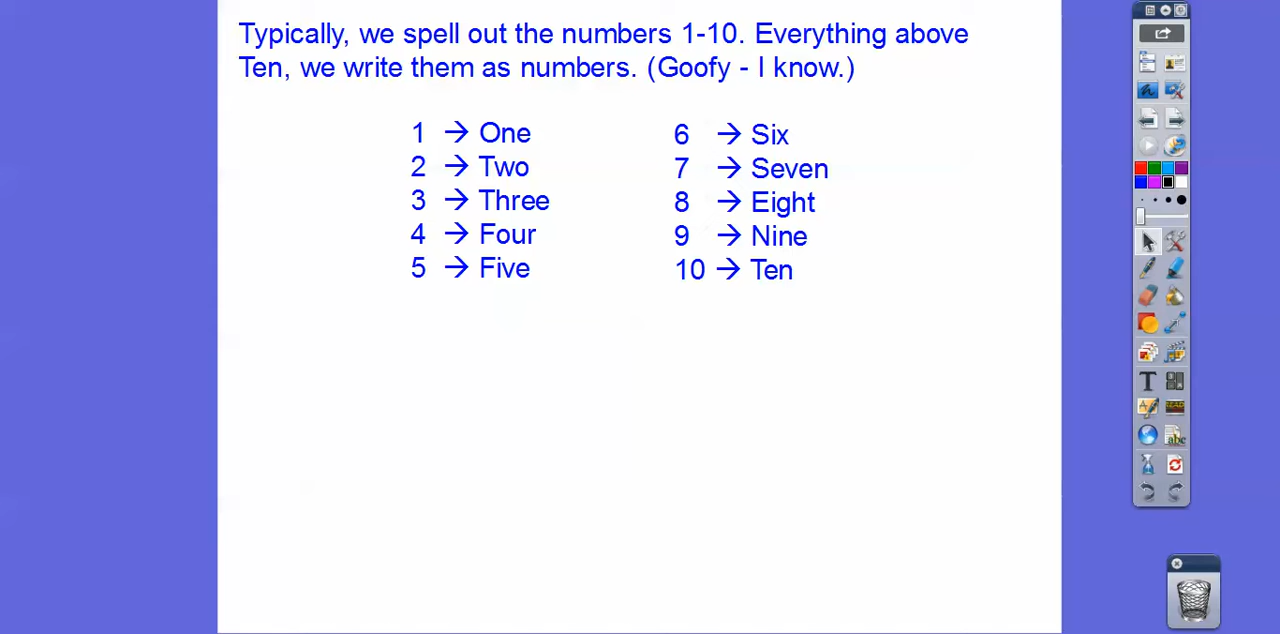 Typically, we spell out the numbers 1-10. Everything above
Ten, we write them as numbers. (Goofy - I know.)
1 → One
2 → Two
3 → Three
4 → Four
5 → Five
6 → Six
7 → Seven
8 → Eight
9 → Nine
10 → Ten
T
abc